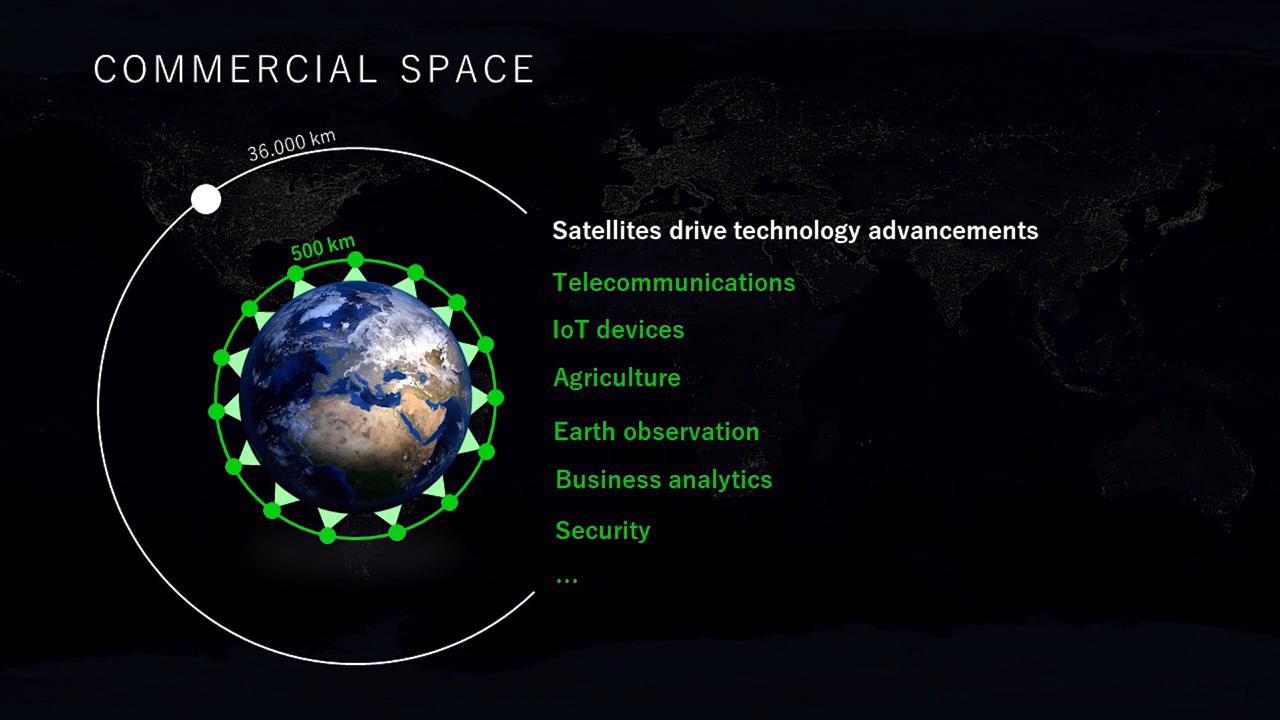 COMMERCIAL SPACE
36.000 km
500 km
Satellites drive technology advancements
Telecommunications
IoT devices
Agriculture
Earth observation
Business analytics
Security
...